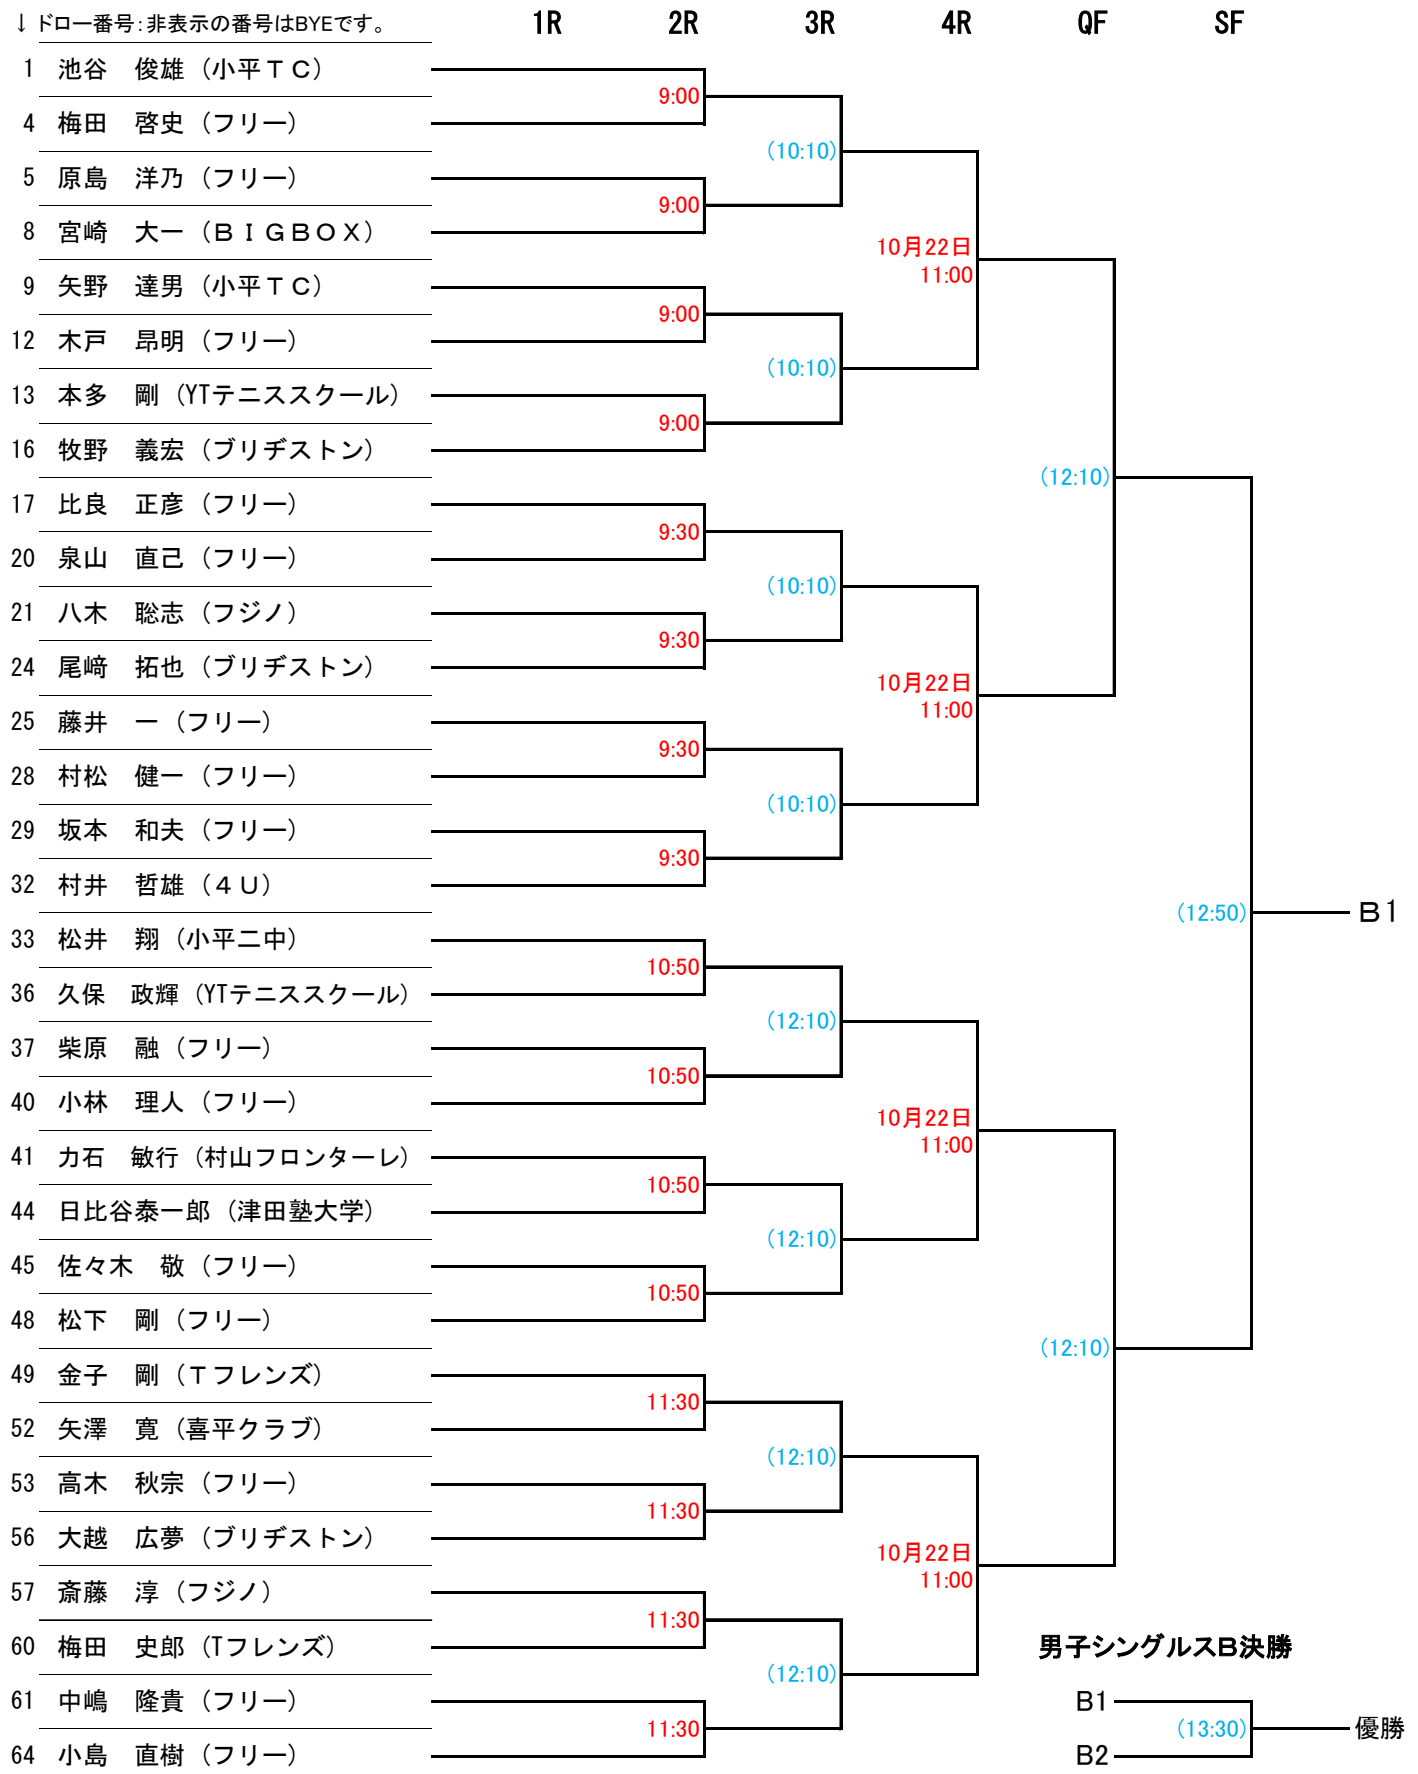 ↓ドロー番号：非表示の番号はBYEです。 1R 2R 3R 4R QF SF
1 池谷　俊雄（小平ＴＣ）
9:00
4 梅田　啓史（フリー）
(10:10)
5 原島　洋乃（フリー）
9:00
8 宮崎　大一（ＢＩＧＢＯＸ）
10月22日
11:00
9 矢野　達男（小平ＴＣ）
9:00
12 木戸　昂明（フリー）
(10:10)
13 本多　剛（YTテニススクール）
9:00
16 牧野　義宏（ブリヂストン）
(12:10)
17 比良　正彦（フリー）
9:30
20 泉山　直己（フリー）
(10:10)
21 八木　聡志（フジノ）
9:30
24 尾﨑　拓也（ブリヂストン）
10月22日
11:00
25 藤井　一（フリー）
9:30
28 村松　健一（フリー）
(10:10)
29 坂本　和夫（フリー）
9:30
32 村井　哲雄（４Ｕ）
(12:50) B1
33 松井　翔（小平二中）
10:50
36 久保　政輝（YTテニススクール）
(12:10)
37 柴原　融（フリー）
10:50
40 小林　理人（フリー）
10月22日
11:00
41 力石　敏行（村山フロンターレ）
10:50
44 日比谷泰一郎（津田塾大学）
(12:10)
45 佐々木　敬（フリー）
10:50
48 松下　剛（フリー）
(12:10)
49 金子　剛（Ｔフレンズ）
11:30
52 矢澤　寛（喜平クラブ）
(12:10)
53 高木　秋宗（フリー）
11:30
56 大越　広夢（ブリヂストン）
10月22日
11:00
57 斎藤　淳（フジノ）
11:30
60 梅田　史郎（Tフレンズ）
男子シングルスB決勝
(12:10)
61 中嶋　隆貴（フリー）
B1
11:30 (13:30) 優勝
64 小島　直樹（フリー）
B2